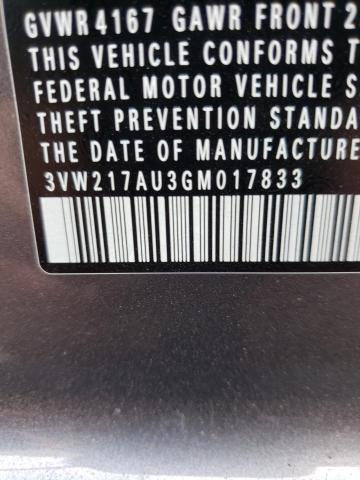 GVWR 4167 GAWR FRONT 2
THIS VEHICLE CONFORMS T
FEDERAL MOTOR VEHICLE S
THEFT PREVENTION STANDA
THE DATE OF MANUFACTURE
3VW217AU3GM017833